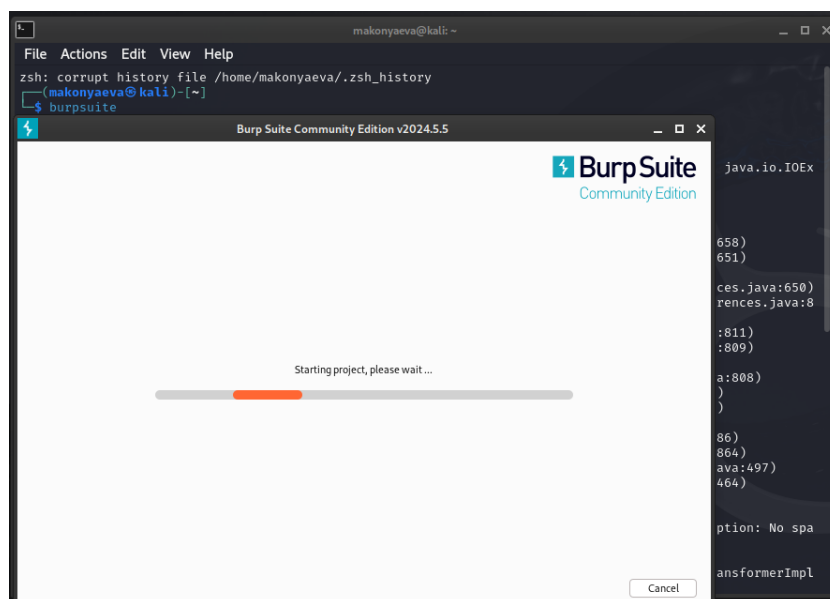 makonyaeva@kali: ~
File Actions Edit View Help
zsh: corrupt history file /home/makonyaeva/.zsh_history
(makonyaeva㉿kali)-[~]
$ burpsuite
Burp Suite Community Edition v2024.5.5
Burp Suite
Community Edition
java.io.IOEx
658)
651)
ces.java:650)
rences.java:8
:811)
:809)
Starting project, please wait ...
a:808)
)
)
86)
864)
ava:497)
464)
ption: No spa
ansformerImpl
Cancel